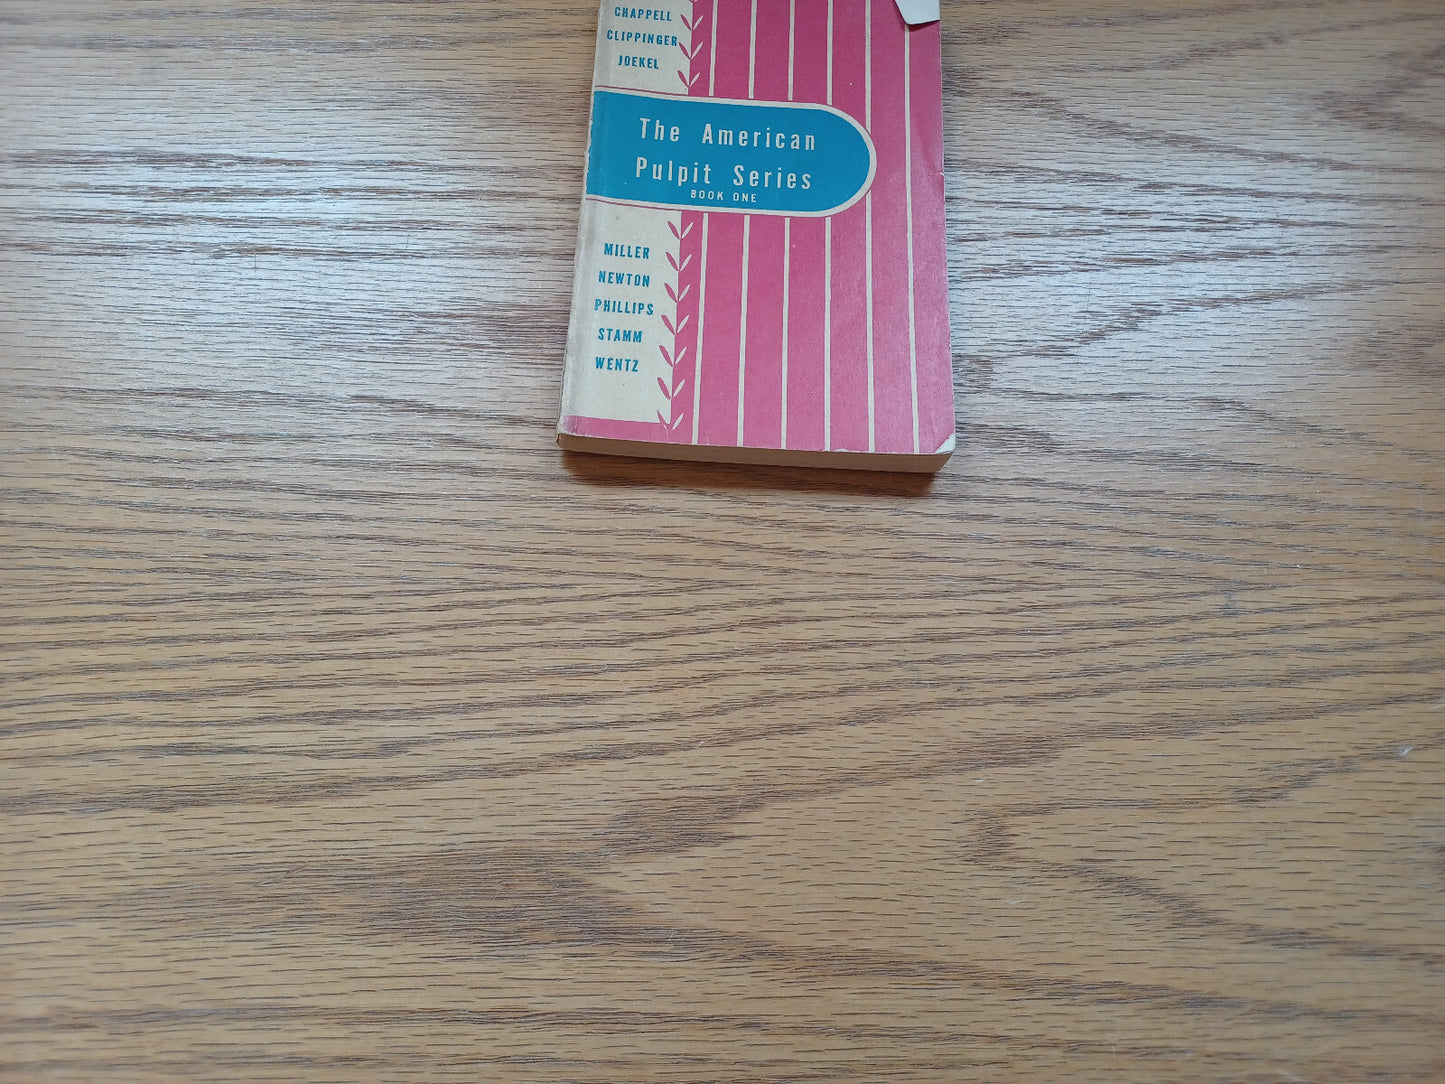 CHAPPELL
CLIPPINGER
JOEKEL
The American
Pulpit Series
BOOK ONE
MILLER
NEWTON
PHILLIPS
STAMM
WENTZ